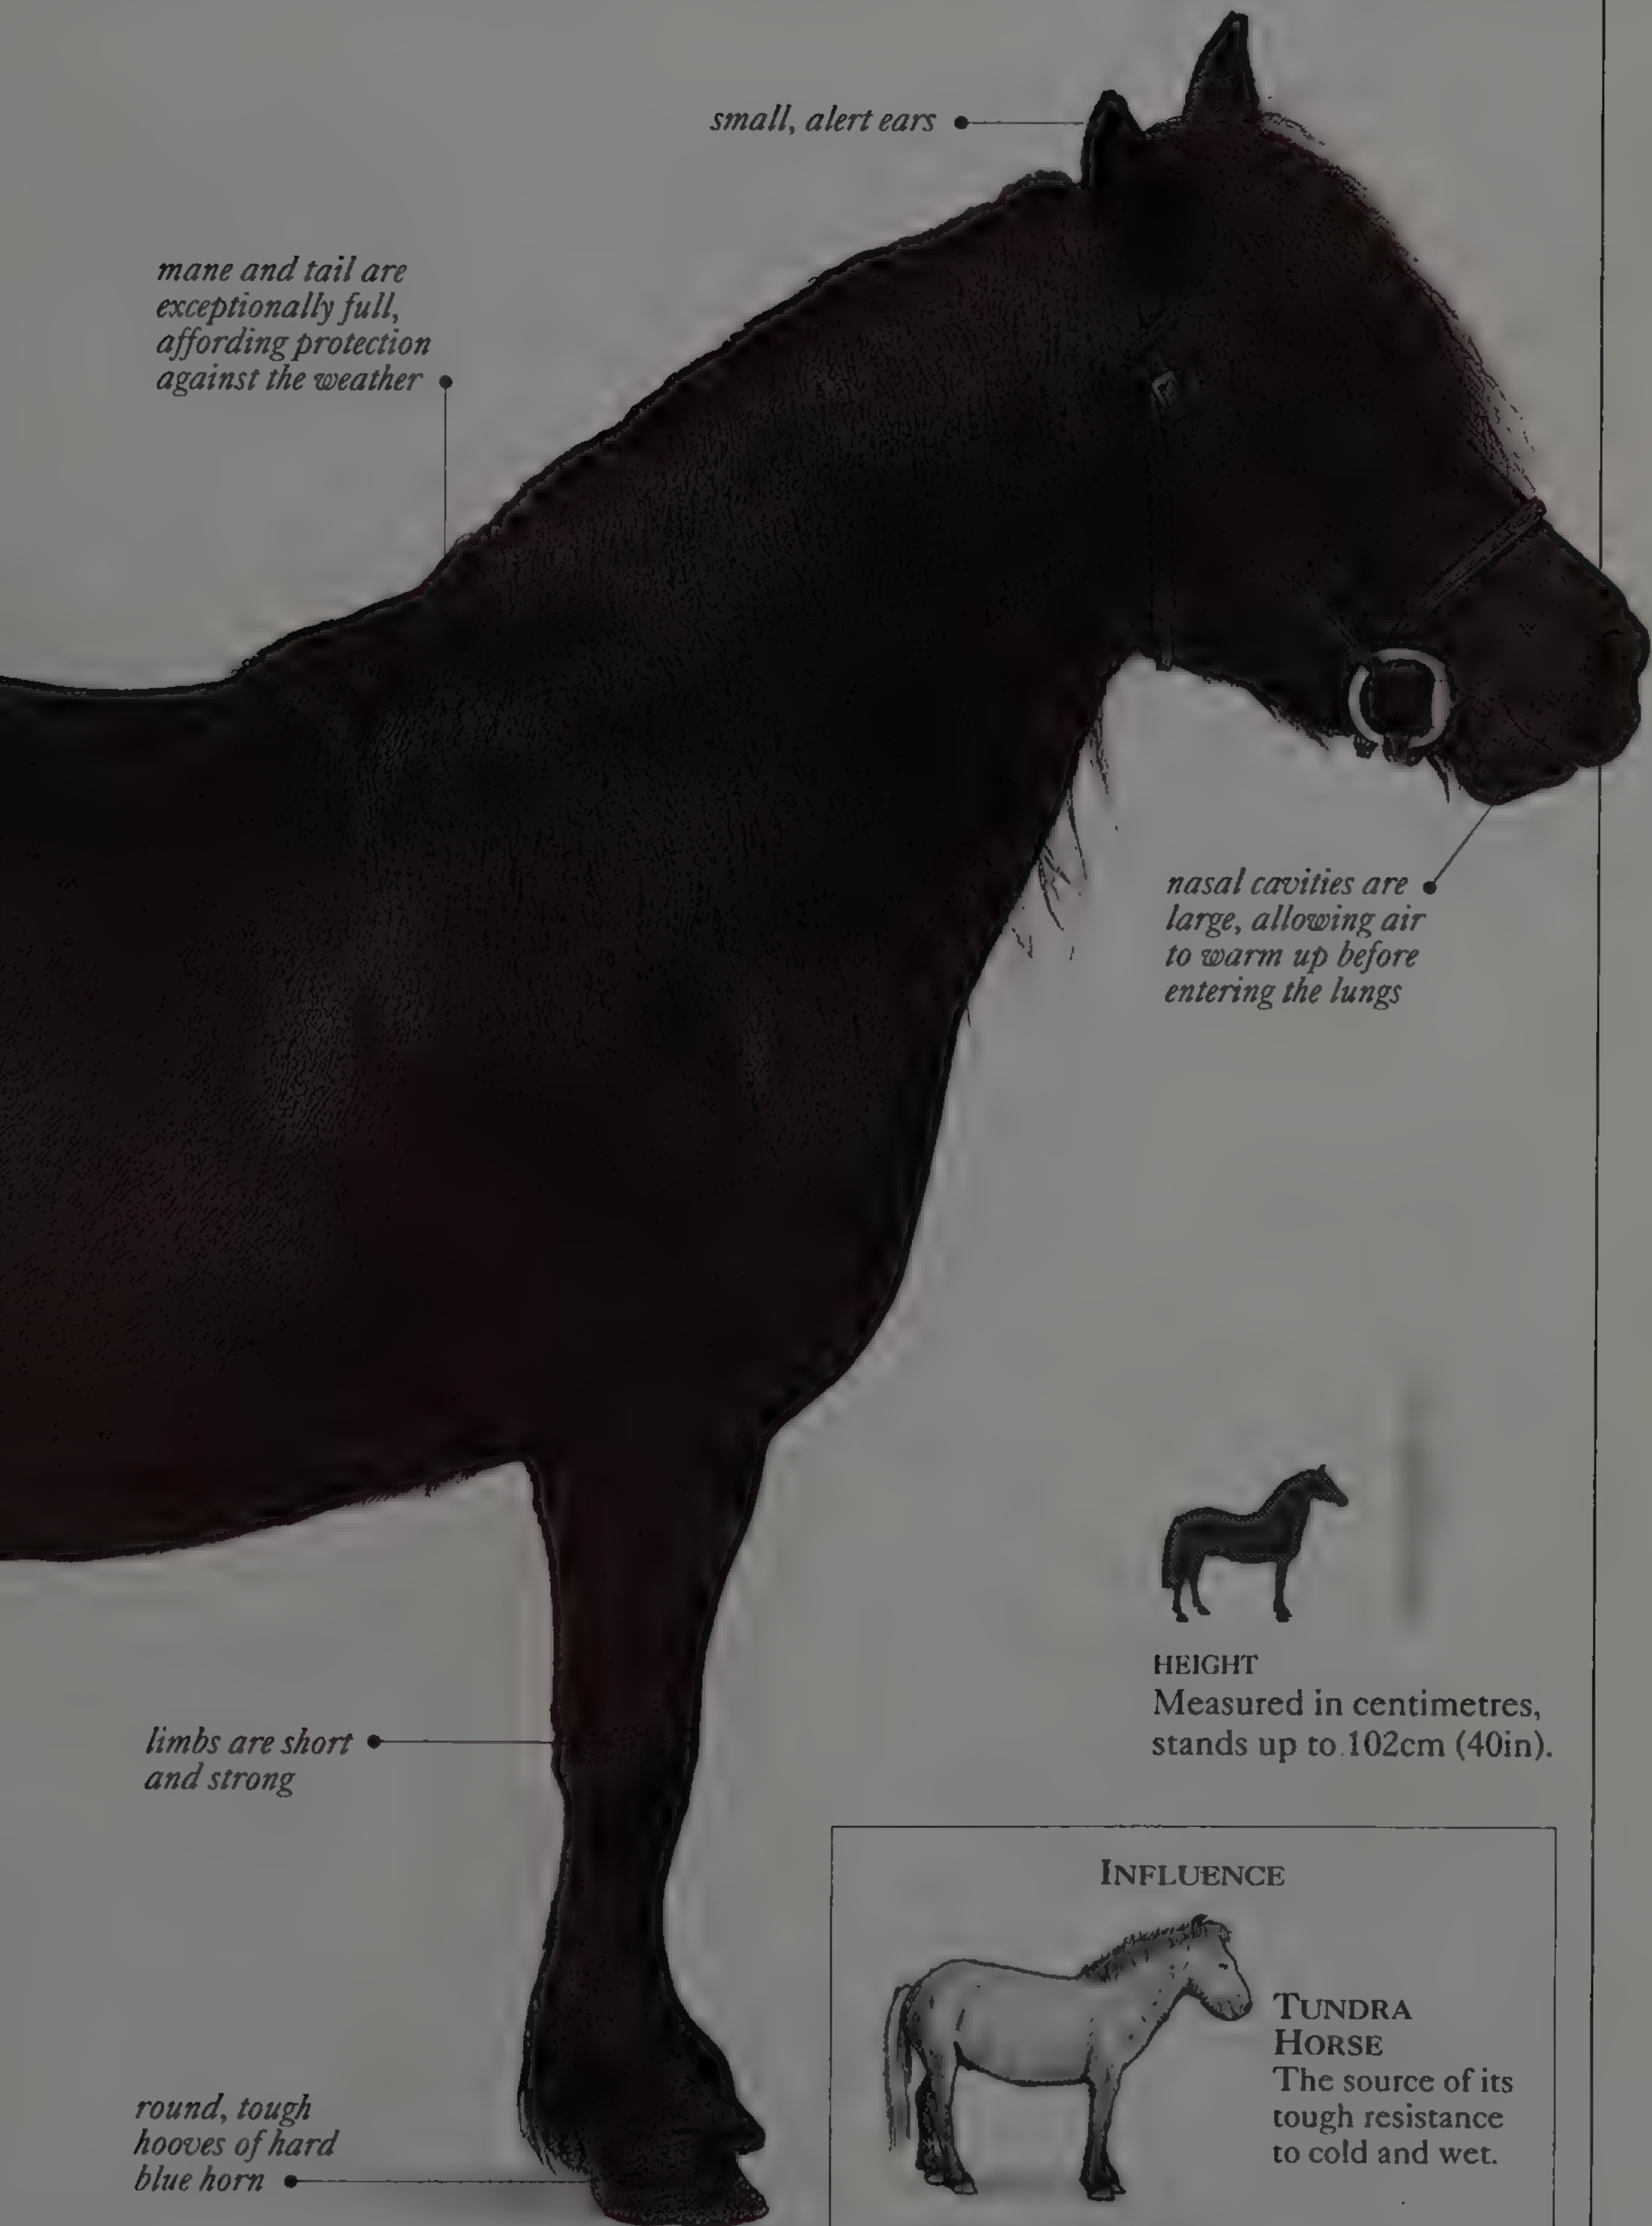 small, alert ears
mane and tail are
exceptionally full,
affording protection
against the weather
nasal cavities are
large, allowing air
to warm up before
entering the lungs
HEIGHT
Measured in centimetres,
stands up to 102cm (40in).
limbs are short
and strong
INFLUENCE
TUNDRA
HORSE
The source of its
tough resistance
to cold and wet.
round, tough
hooves of hard
blue horn